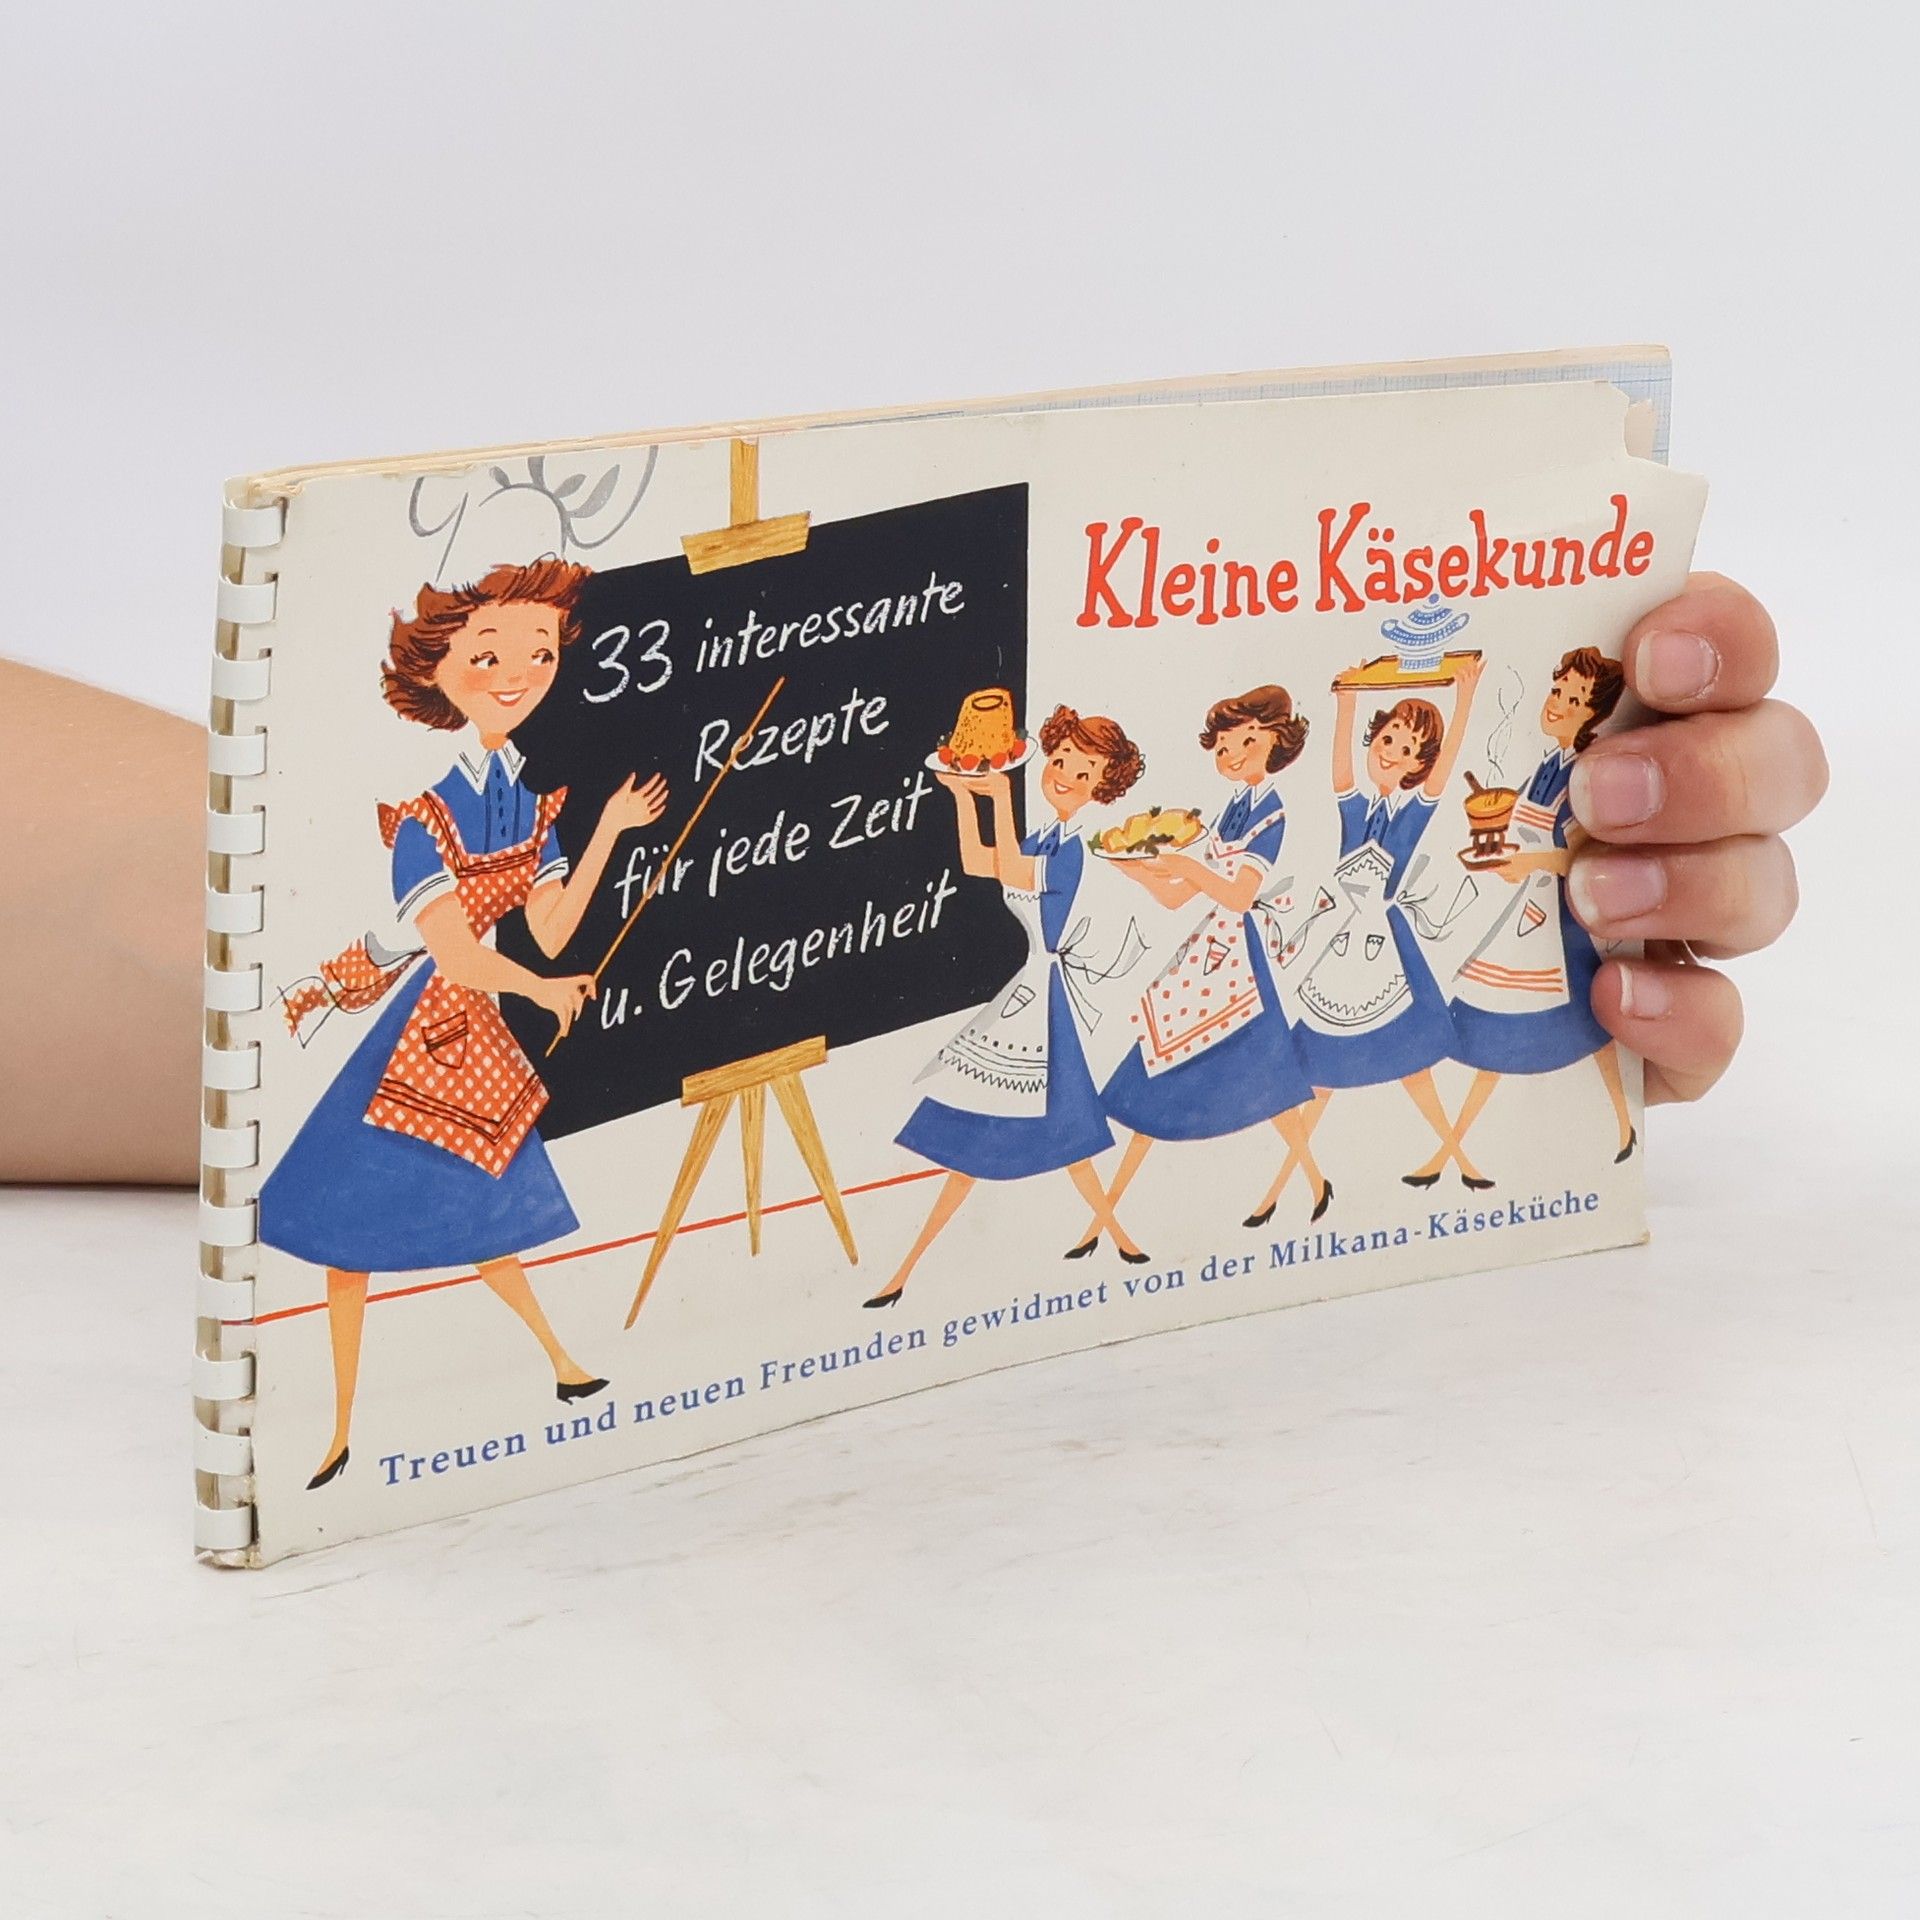 33 interessante
Rezepte
für jede Zeit
u. Gelegenheit
Kleine Käsekunde
Treuen und neuen Freunden gewidmet von der Milkana-Käseküche